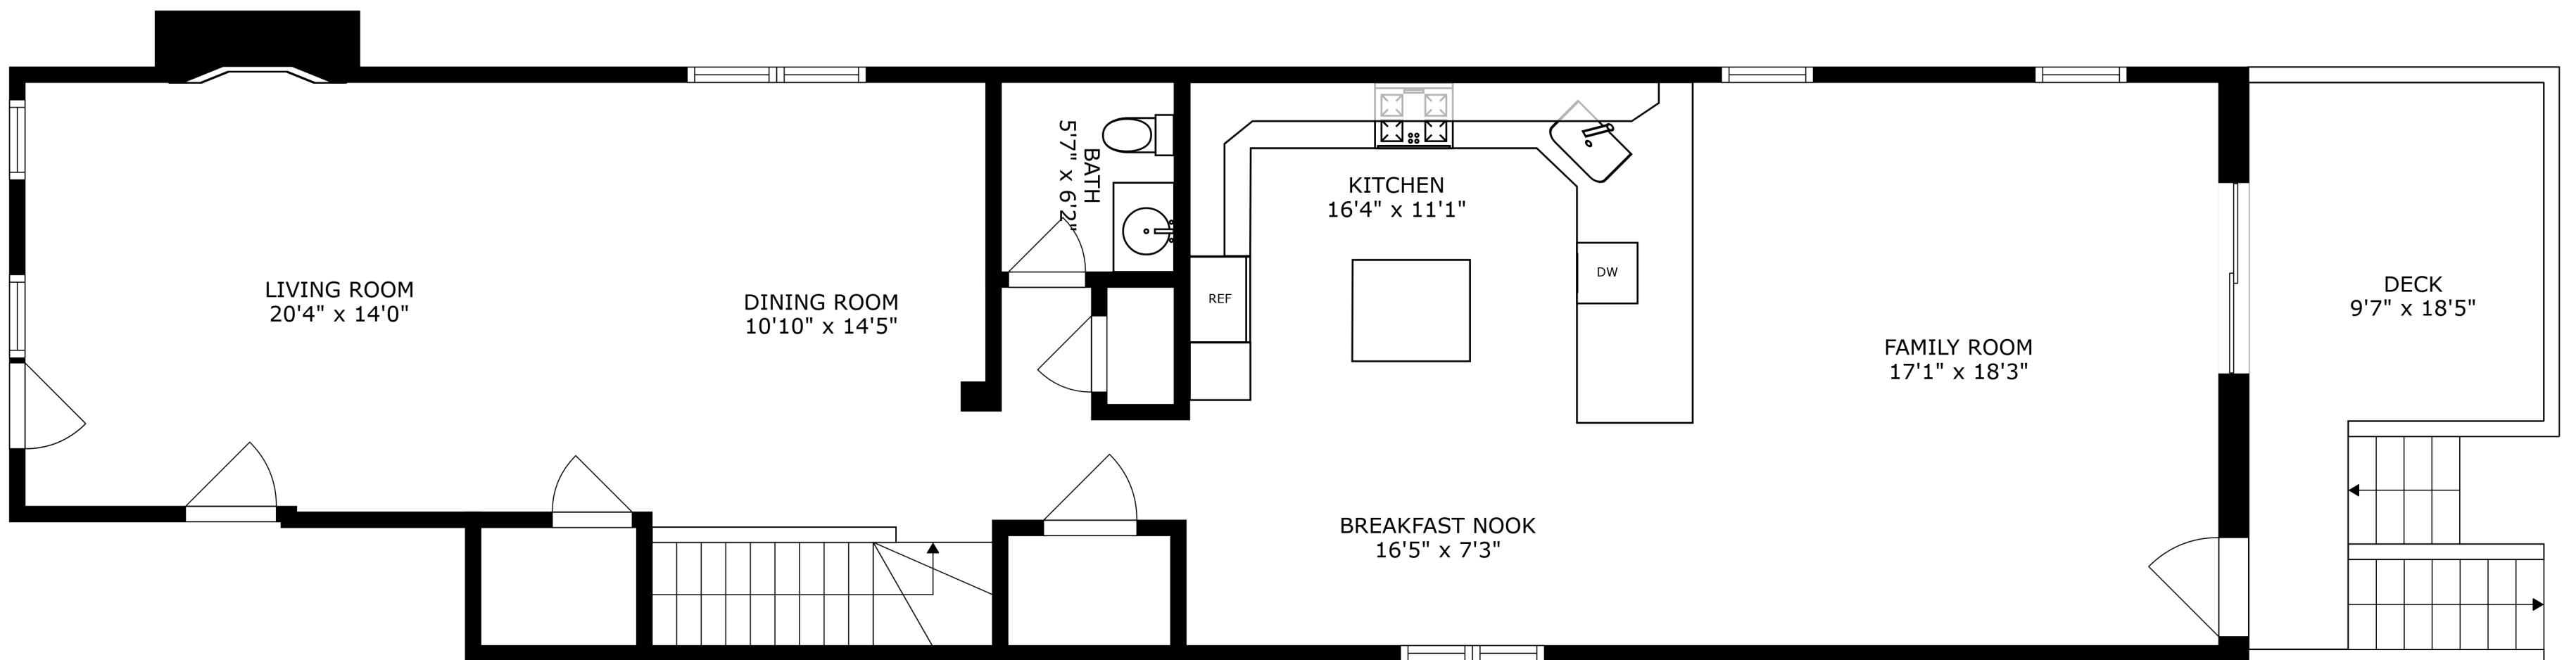 LIVING ROOM
20'4" x 14'0"
DINING ROOM
10'10" x 14'5"
BATH
5'7" x 6'2"
KITCHEN
16'4" x 11'1"
REF
DW
BREAKFAST NOOK
16'5" x 7'3"
FAMILY ROOM
17'1" x 18'3"
DECK
9'7" x 18'5"